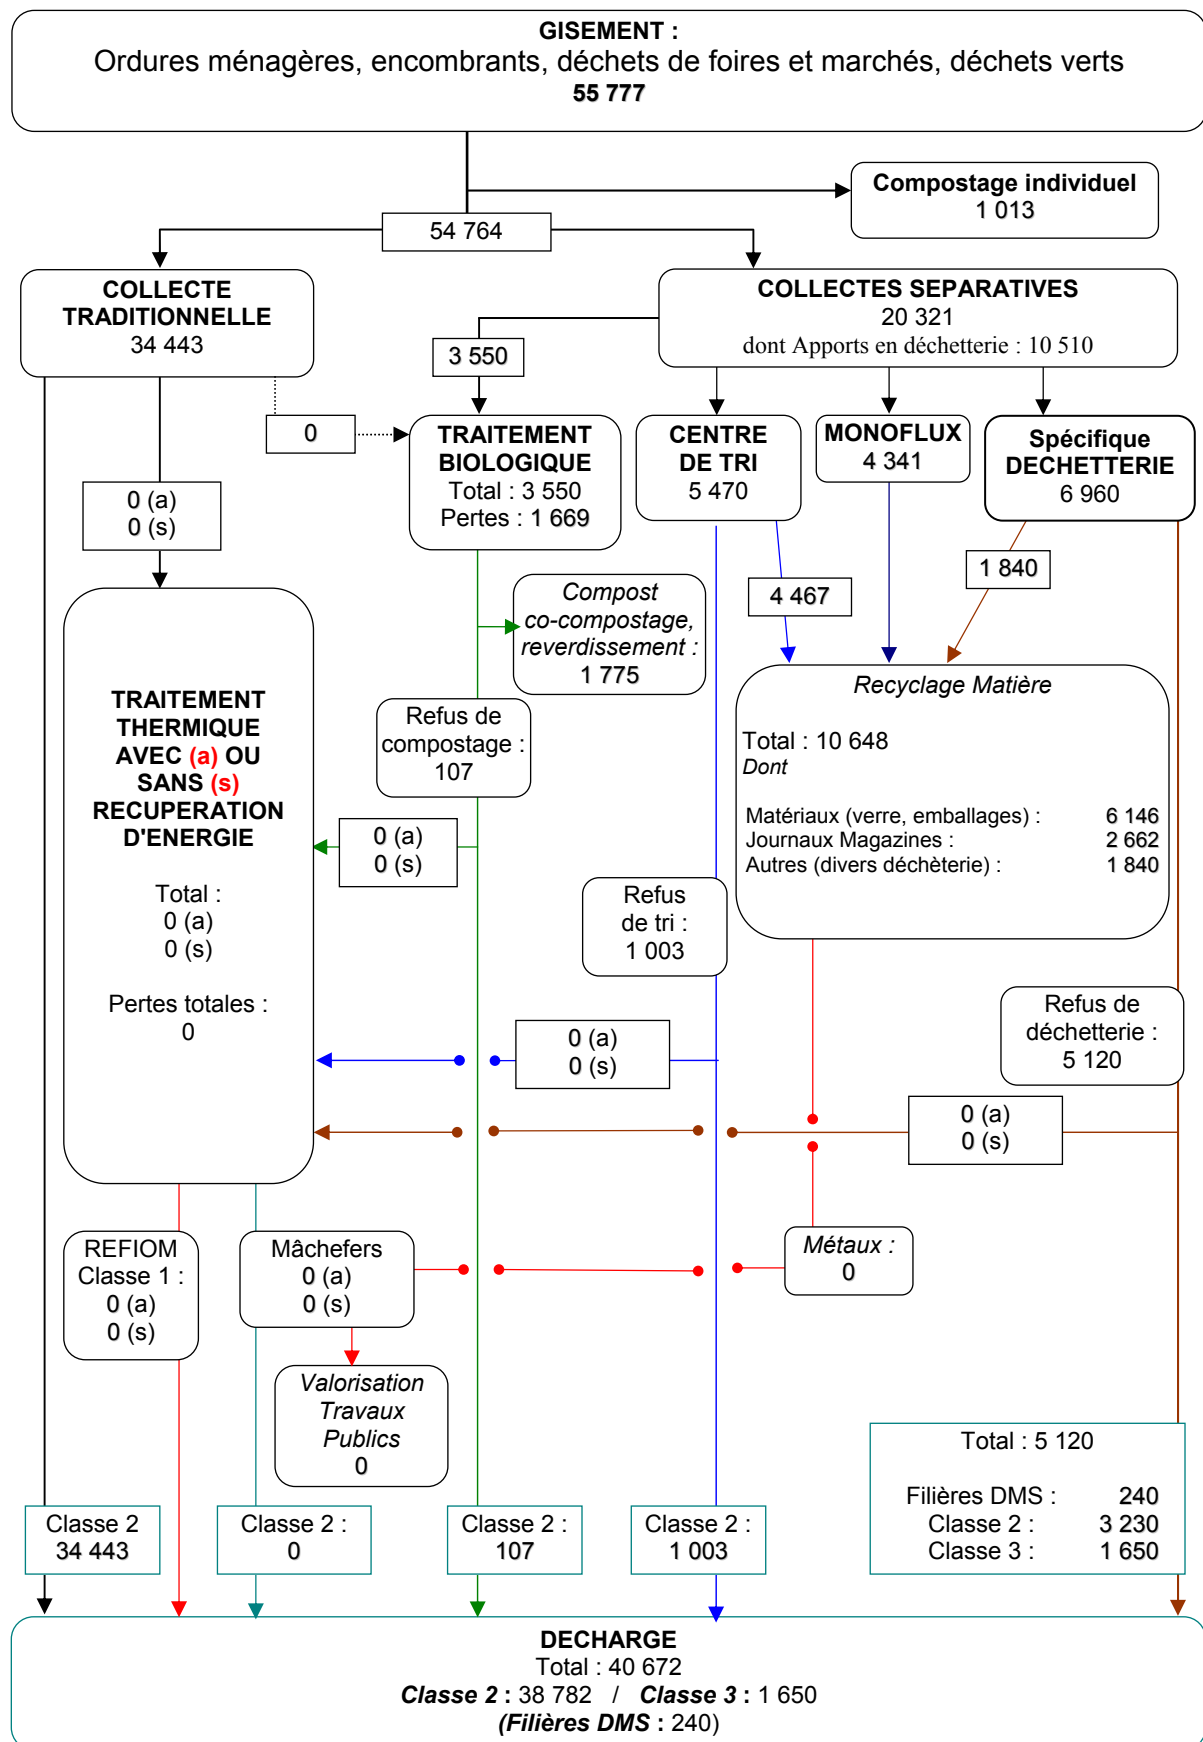 GISEMENT :
Ordures ménagères, encombrants, déchets de foires et marchés, déchets verts
55 777
Compostage individuel
1 013
54 764
COLLECTE
TRADITIONNELLE
34 443
COLLECTES SEPARATIVES
20 321
dont Apports en déchetterie : 10 510
3 550
0
TRAITEMENT
BIOLOGIQUE
Total : 3 550
Pertes : 1 669
CENTRE
DE TRI
5 470
MONOFLUX
4 341
Spécifique
DECHETTERIE
6 960
0 (a)
0 (s)
4 467
1 840
Compost
co-compostage,
reverdissement :
1 775
TRAITEMENT
THERMIQUE
AVEC (a) OU
SANS (s)
RECUPERATION
D'ENERGIE
Total :
0 (a)
0 (s)
Pertes totales :
0
Refus de
compostage :
107
0 (a)
0 (s)
Recyclage Matière
Total : 10 648
Dont
Matériaux (verre, emballages) : 6 146
Journaux Magazines : 2 662
Autres (divers déchèterie) : 1 840
Refus
de tri :
1 003
0 (a)
0 (s)
Refus de
déchetterie :
5 120
0 (a)
0 (s)
REFIOM
Classe 1 :
0 (a)
0 (s)
Mâchefers
0 (a)
0 (s)
Métaux :
0
Valorisation
Travaux
Publics
0
Total : 5 120
Filières DMS : 240
Classe 2 : 3 230
Classe 3 : 1 650
Classe 2
34 443
Classe 2 :
0
Classe 2 :
107
Classe 2 :
1 003
DECHARGE
Total : 40 672
Classe 2 : 38 782 / Classe 3 : 1 650
(Filières DMS : 240)